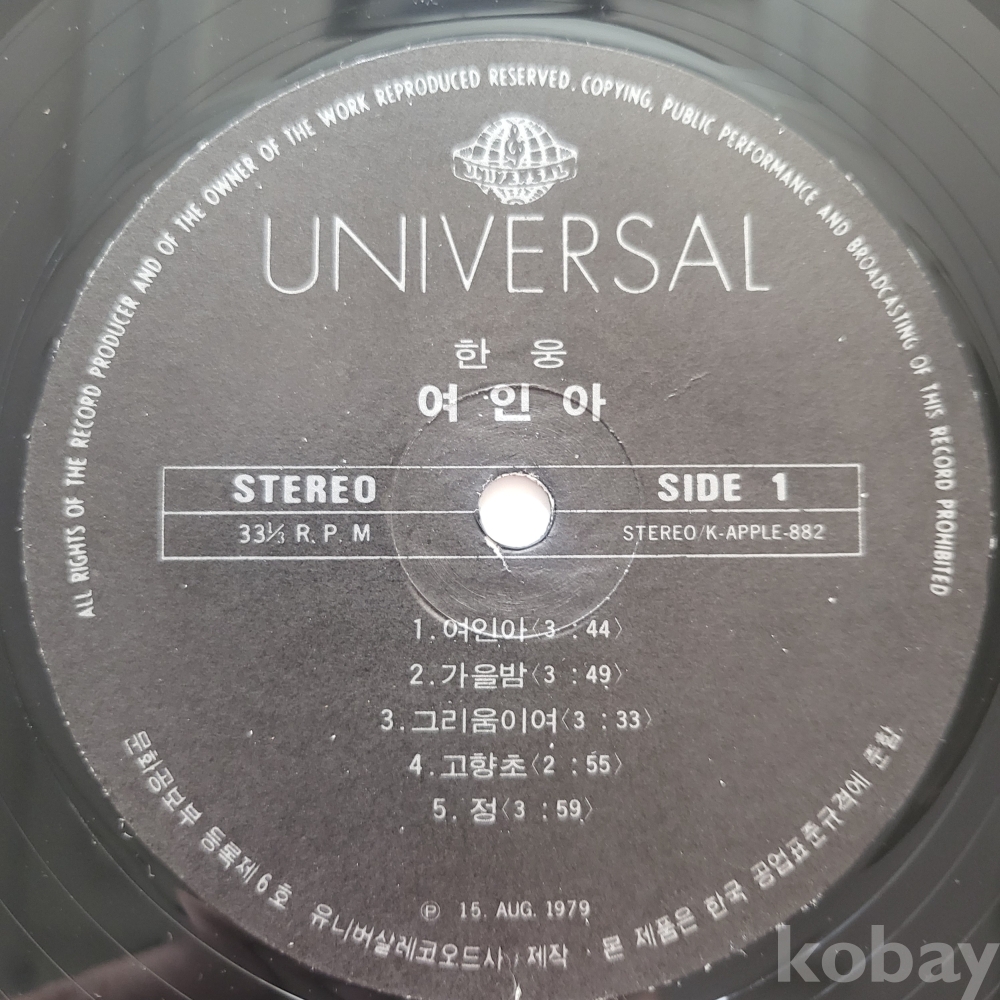 ALL RIGHTS OF THE RECORD PRODUCER AND OF THE OWNER OF THE WORK REPRODUCED RESERVED. COPYING, PUBLIC PERFORMANCE AND BROADCASTING OF THIS RECORD PROHIBITED
UNIVERSAL
UNIVERSAL
한 웅
여 인 아
STEREO SIDE 1
33⅓ R. P. M STEREO/K-APPLE-882
1.여인아〈3 : 44〉
2.가을밤〈3 : 49〉
3.그리움이여〈3 : 33〉
4.고향초〈2 : 55〉
5. 정〈3 : 59〉
℗ 15. AUG. 1979
문화공보부 등록제6호 유니버살레코오드사 제작 · 본 제품은 한국 공업표준규격에 준함.
kobay